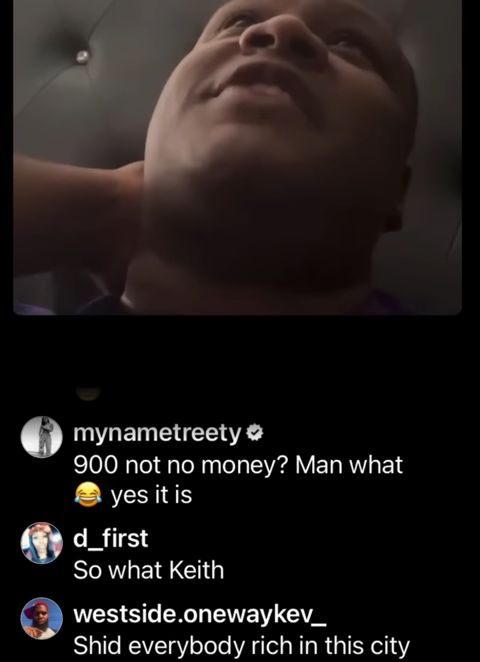 mynametreety
900 not no money? Man what
😂 yes it is
d_first
So what Keith
westside.onewaykev_
Shid everybody rich in this city